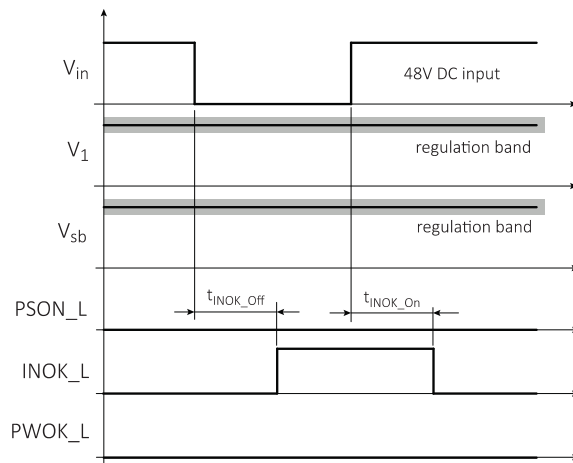 V_in
48V DC input
V_1
regulation band
V_sb
regulation band
t_INOK_Off
t_INOK_On
PSON_L
INOK_L
PWOK_L